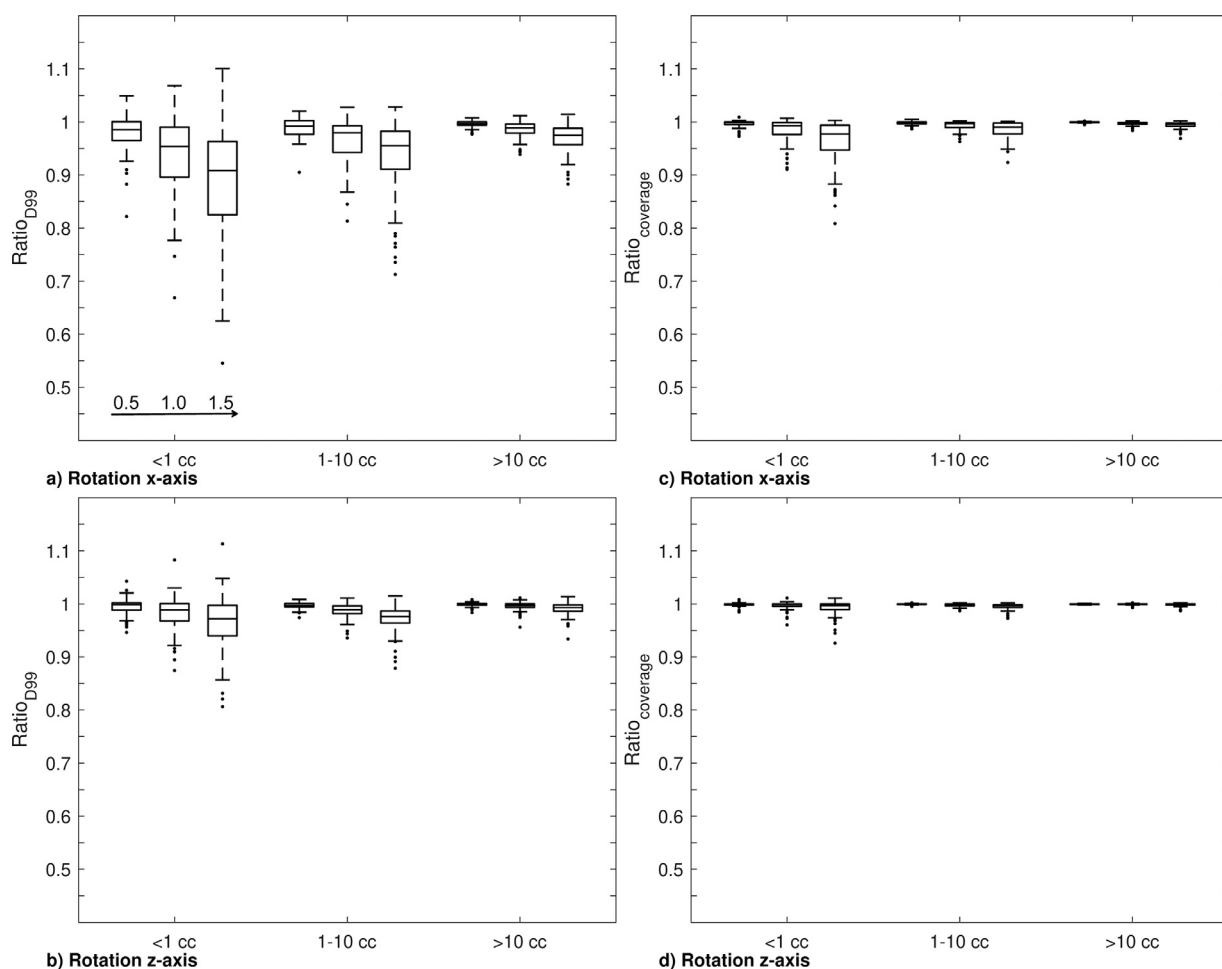 1.1
1
0.9
0.8
0.7
0.6
0.5
Ratio_D99
0.5 1.0 1.5
<1 cc 1-10 cc >10 cc
a) Rotation x-axis
1.1
1
0.9
0.8
0.7
0.6
0.5
Ratio_coverage
<1 cc 1-10 cc >10 cc
c) Rotation x-axis
1.1
1
0.9
0.8
0.7
0.6
0.5
Ratio_D99
<1 cc 1-10 cc >10 cc
b) Rotation z-axis
1.1
1
0.9
0.8
0.7
0.6
0.5
Ratio_coverage
<1 cc 1-10 cc >10 cc
d) Rotation z-axis